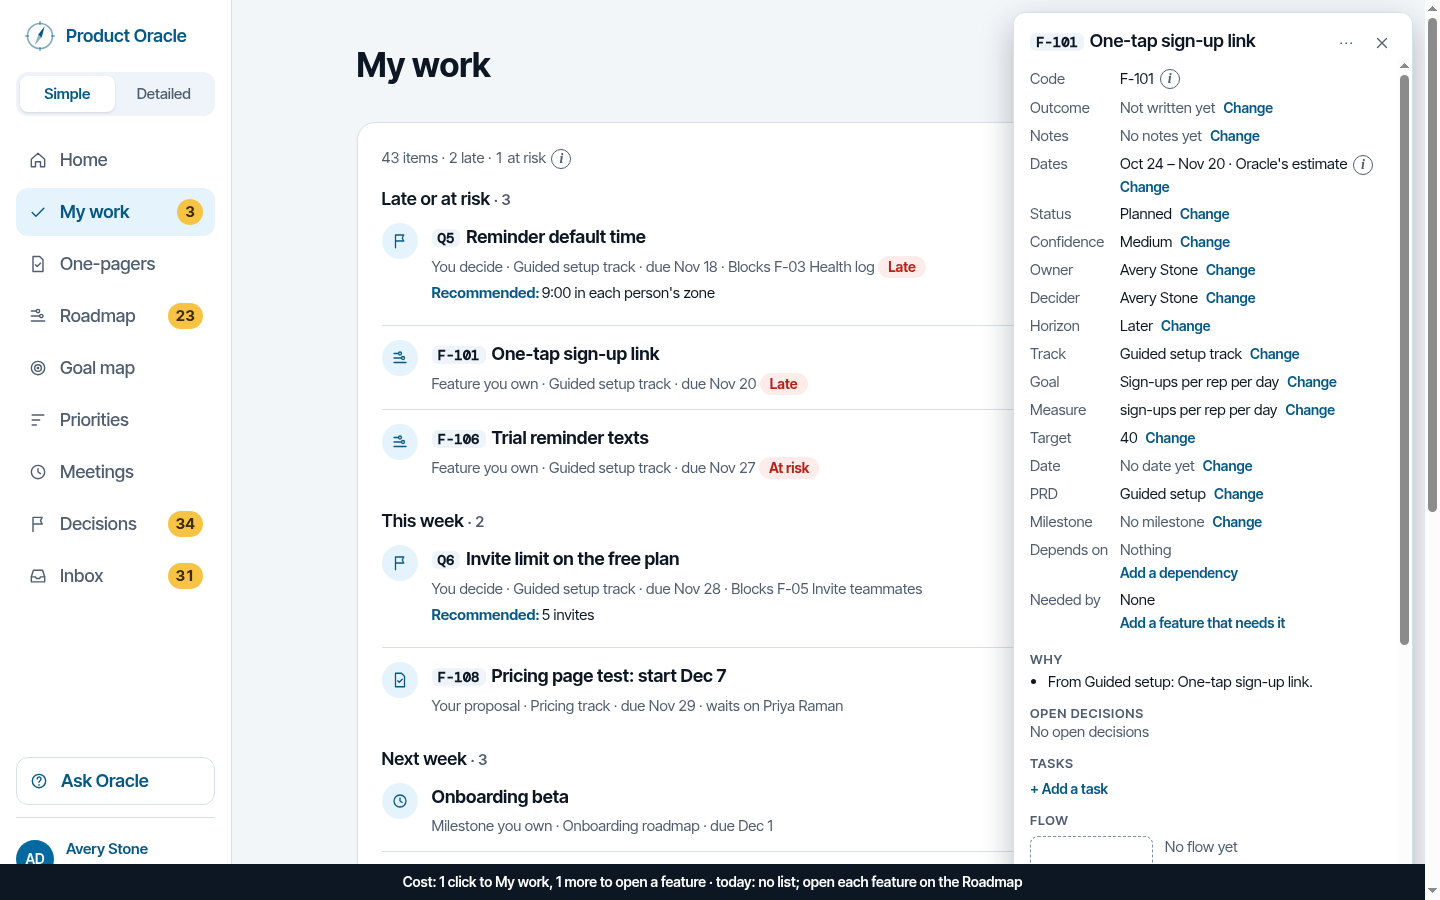 Product Oracle
Simple Detailed
Home
My work 3
One-pagers
Roadmap 23
Goal map
Priorities
Meetings
Decisions 34
Inbox 31
Ask Oracle
AD Avery Stone
My work
43 items · 2 late · 1 at risk i
Late or at risk · 3
Q5 Reminder default time
You decide · Guided setup track · due Nov 18 · Blocks F-03 Health log Late
Recommended: 9:00 in each person's zone
F-101 One-tap sign-up link
Feature you own · Guided setup track · due Nov 20 Late
F-106 Trial reminder texts
Feature you own · Guided setup track · due Nov 27 At risk
This week · 2
Q6 Invite limit on the free plan
You decide · Guided setup track · due Nov 28 · Blocks F-05 Invite teammates
Recommended: 5 invites
F-108 Pricing page test: start Dec 7
Your proposal · Pricing track · due Nov 29 · waits on Priya Raman
Next week · 3
Onboarding beta
Milestone you own · Onboarding roadmap · due Dec 1
F-101 One-tap sign-up link ···
Code F-101 i
Outcome Not written yet Change
Notes No notes yet Change
Dates Oct 24 – Nov 20 · Oracle's estimate i
Change
Status Planned Change
Confidence Medium Change
Owner Avery Stone Change
Decider Avery Stone Change
Horizon Later Change
Track Guided setup track Change
Goal Sign-ups per rep per day Change
Measure sign-ups per rep per day Change
Target 40 Change
Date No date yet Change
PRD Guided setup Change
Milestone No milestone Change
Depends on Nothing
Add a dependency
Needed by None
Add a feature that needs it
WHY
• From Guided setup: One-tap sign-up link.
OPEN DECISIONS
No open decisions
TASKS
+ Add a task
FLOW
No flow yet
Cost: 1 click to My work, 1 more to open a feature · today: no list; open each feature on the Roadmap